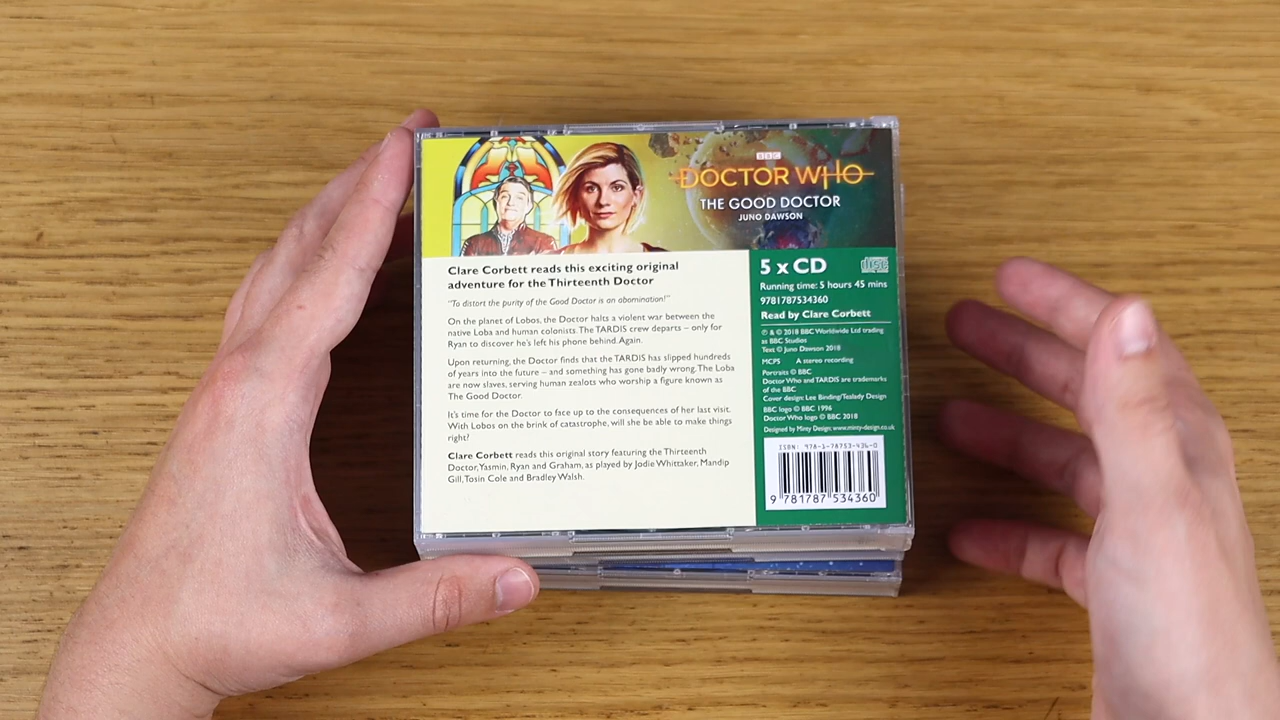 BBC
DOCTOR WHO
THE GOOD DOCTOR
JUNO DAWSON
Clare Corbett reads this exciting original
adventure for the Thirteenth Doctor
“To distort the purity of the Good Doctor is an abomination!”
On the planet of Lobos, the Doctor halts a violent war between the
native Loba and human colonists. The TARDIS crew departs – only for
Ryan to discover he's left his phone behind. Again.
Upon returning, the Doctor finds that the TARDIS has slipped hundreds
of years into the future – and something has gone badly wrong. The Loba
are now slaves, serving human zealots who worship a figure known as
The Good Doctor.
It's time for the Doctor to face up to the consequences of her last visit.
With Lobos on the brink of catastrophe, will she be able to make things
right?
Clare Corbett reads this original story featuring the Thirteenth
Doctor, Yasmin, Ryan and Graham, as played by Jodie Whittaker, Mandip
Gill, Tosin Cole and Bradley Walsh.
5 x CD
disc
Running time: 5 hours 45 mins
9781787534360
Read by Clare Corbett
℗ & © 2018 BBC Worldwide Ltd trading
as BBC Studios
Text © Juno Dawson 2018
MCPS A stereo recording
Portraits © BBC
Doctor Who and TARDIS are trademarks
of the BBC
Cover design: Lee Binding/Tealady Design
BBC logo © BBC 1996
Doctor Who logo © BBC 2018
Designed by Minty Design: www.minty-design.co.uk
ISBN: 978-1-78753-436-0
9 781787 534360